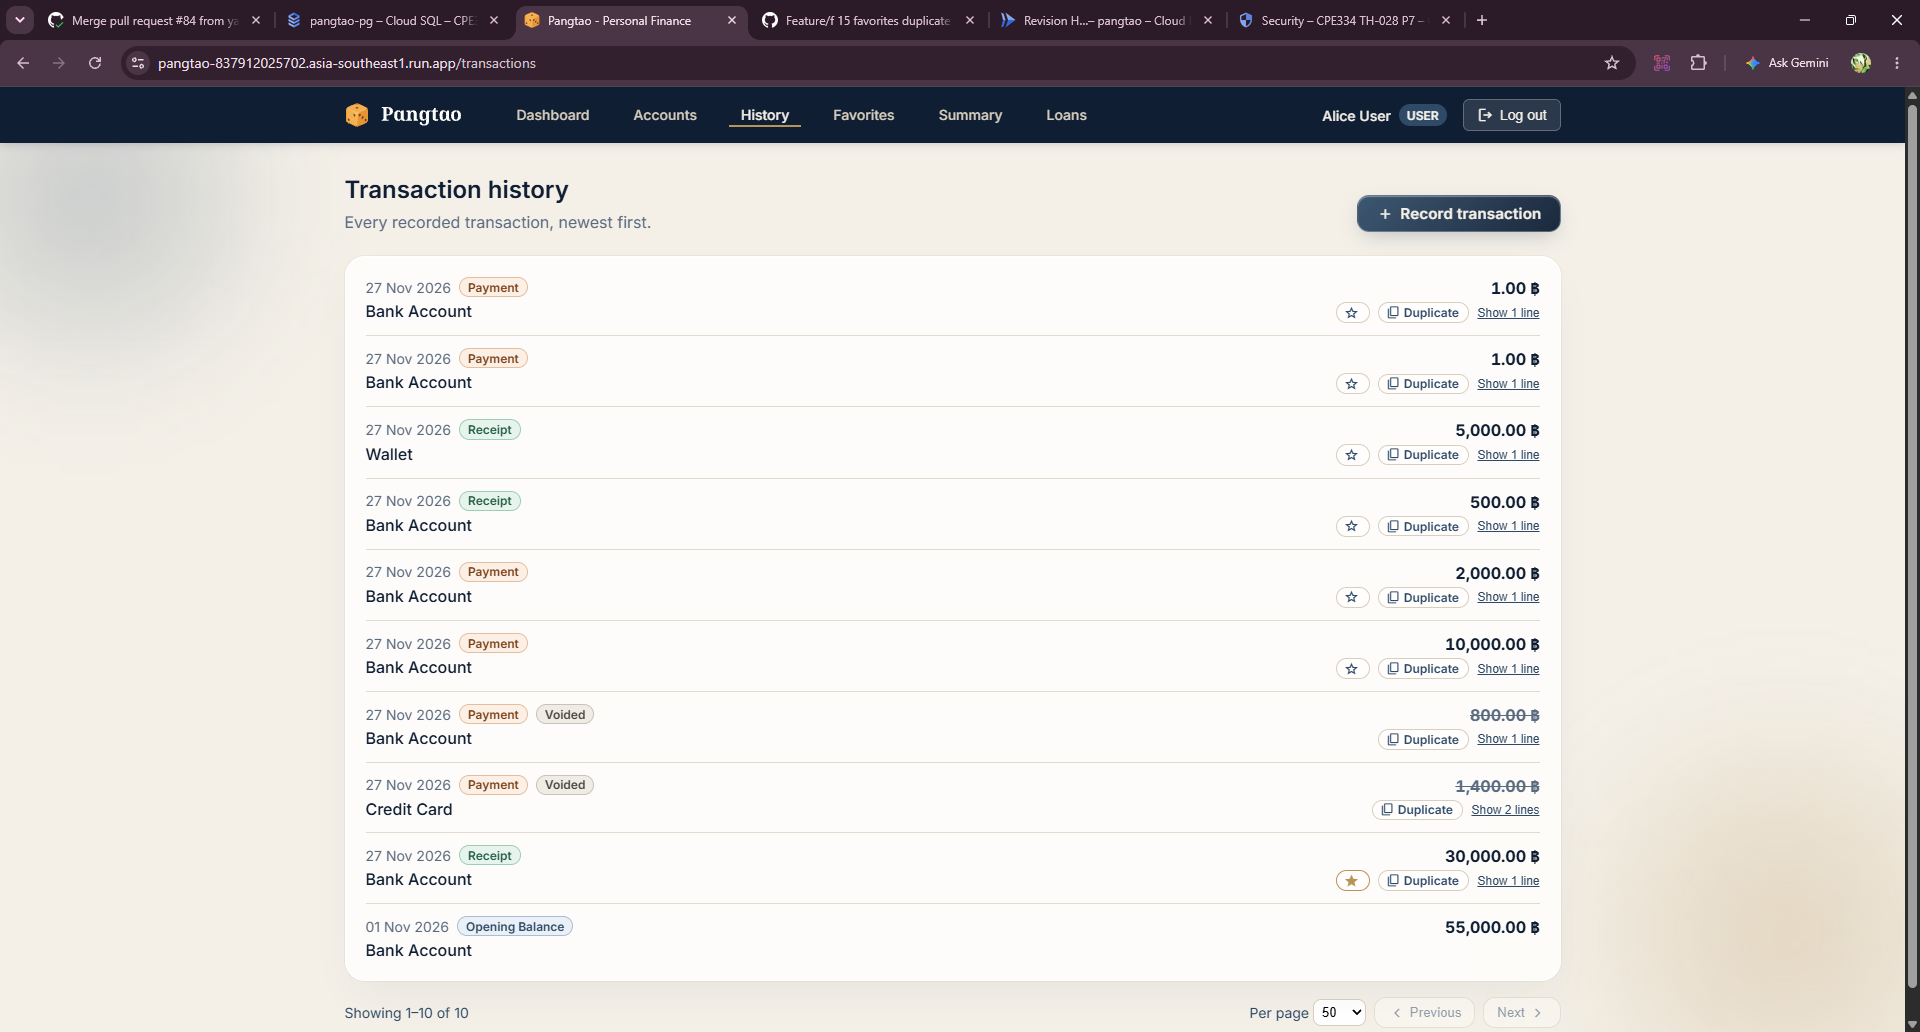 Merge pull request #84 from ya
pangtao-pg – Cloud SQL – CPE
Pangtao - Personal Finance
Feature/f 15 favorites duplicate
Revision H...– pangtao – Cloud
Security – CPE334 TH-028 P7 –
pangtao-837912025702.asia-southeast1.run.app/transactions
Ask Gemini
Pangtao
Dashboard
Accounts
History
Favorites
Summary
Loans
Alice User USER
Log out
Transaction history
Every recorded transaction, newest first.
+ Record transaction
27 Nov 2026 Payment 1.00 ฿
Bank Account Duplicate Show 1 line
27 Nov 2026 Payment 1.00 ฿
Bank Account Duplicate Show 1 line
27 Nov 2026 Receipt 5,000.00 ฿
Wallet Duplicate Show 1 line
27 Nov 2026 Receipt 500.00 ฿
Bank Account Duplicate Show 1 line
27 Nov 2026 Payment 2,000.00 ฿
Bank Account Duplicate Show 1 line
27 Nov 2026 Payment 10,000.00 ฿
Bank Account Duplicate Show 1 line
27 Nov 2026 Payment Voided 800.00 ฿
Bank Account Duplicate Show 1 line
27 Nov 2026 Payment Voided 1,400.00 ฿
Credit Card Duplicate Show 2 lines
27 Nov 2026 Receipt 30,000.00 ฿
Bank Account Duplicate Show 1 line
01 Nov 2026 Opening Balance 55,000.00 ฿
Bank Account
Showing 1–10 of 10
Per page 50 Previous Next